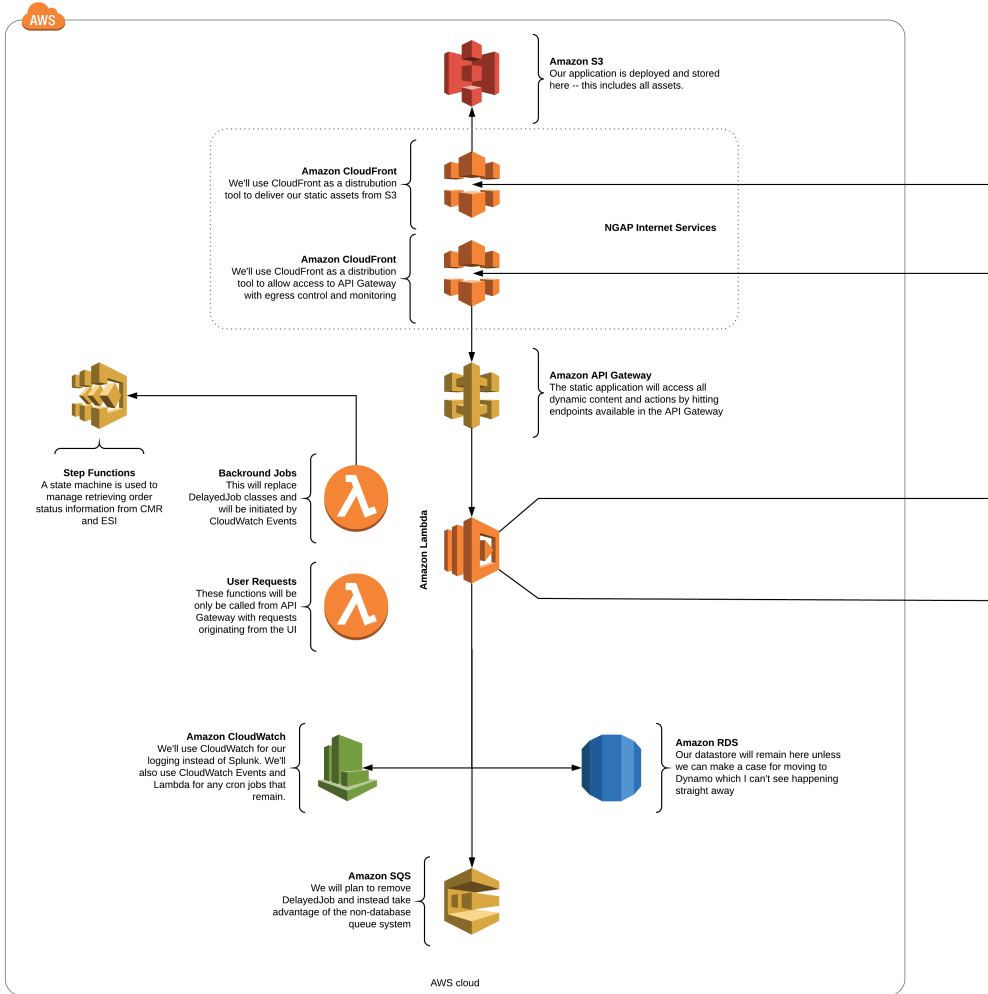 AWS
Amazon S3
Our application is deployed and stored
here -- this includes all assets.
Amazon CloudFront
We'll use CloudFront as a distrubution
tool to deliver our static assets from S3
NGAP Internet Services
Amazon CloudFront
We'll use CloudFront as a distribution
tool to allow access to API Gateway
with egress control and monitoring
Amazon API Gateway
The static application will access all
dynamic content and actions by hitting
endpoints available in the API Gateway
Step Functions
A state machine is used to
manage retrieving order
status information from CMR
and ESI
Backround Jobs
This will replace
DelayedJob classes and
will be initiated by
CloudWatch Events
Amazon Lambda
User Requests
These functions will be
only be called from API
Gateway with requests
originating from the UI
Amazon CloudWatch
We'll use CloudWatch for our
logging instead of Splunk. We'll
also use CloudWatch Events and
Lambda for any cron jobs that
remain.
Amazon RDS
Our datastore will remain here unless
we can make a case for moving to
Dynamo which I can't see happening
straight away
Amazon SQS
We will plan to remove
DelayedJob and instead take
advantage of the non-database
queue system
AWS cloud